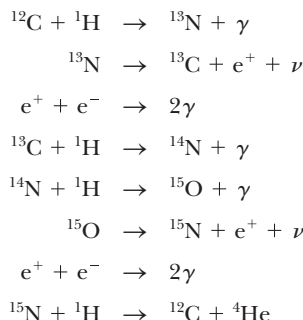 ¹²C + ¹H → ¹³N + γ
¹³N → ¹³C + e⁺ + ν
e⁺ + e⁻ → 2γ
¹³C + ¹H → ¹⁴N + γ
¹⁴N + ¹H → ¹⁵O + γ
¹⁵O → ¹⁵N + e⁺ + ν
e⁺ + e⁻ → 2γ
¹⁵N + ¹H → ¹²C + ⁴He